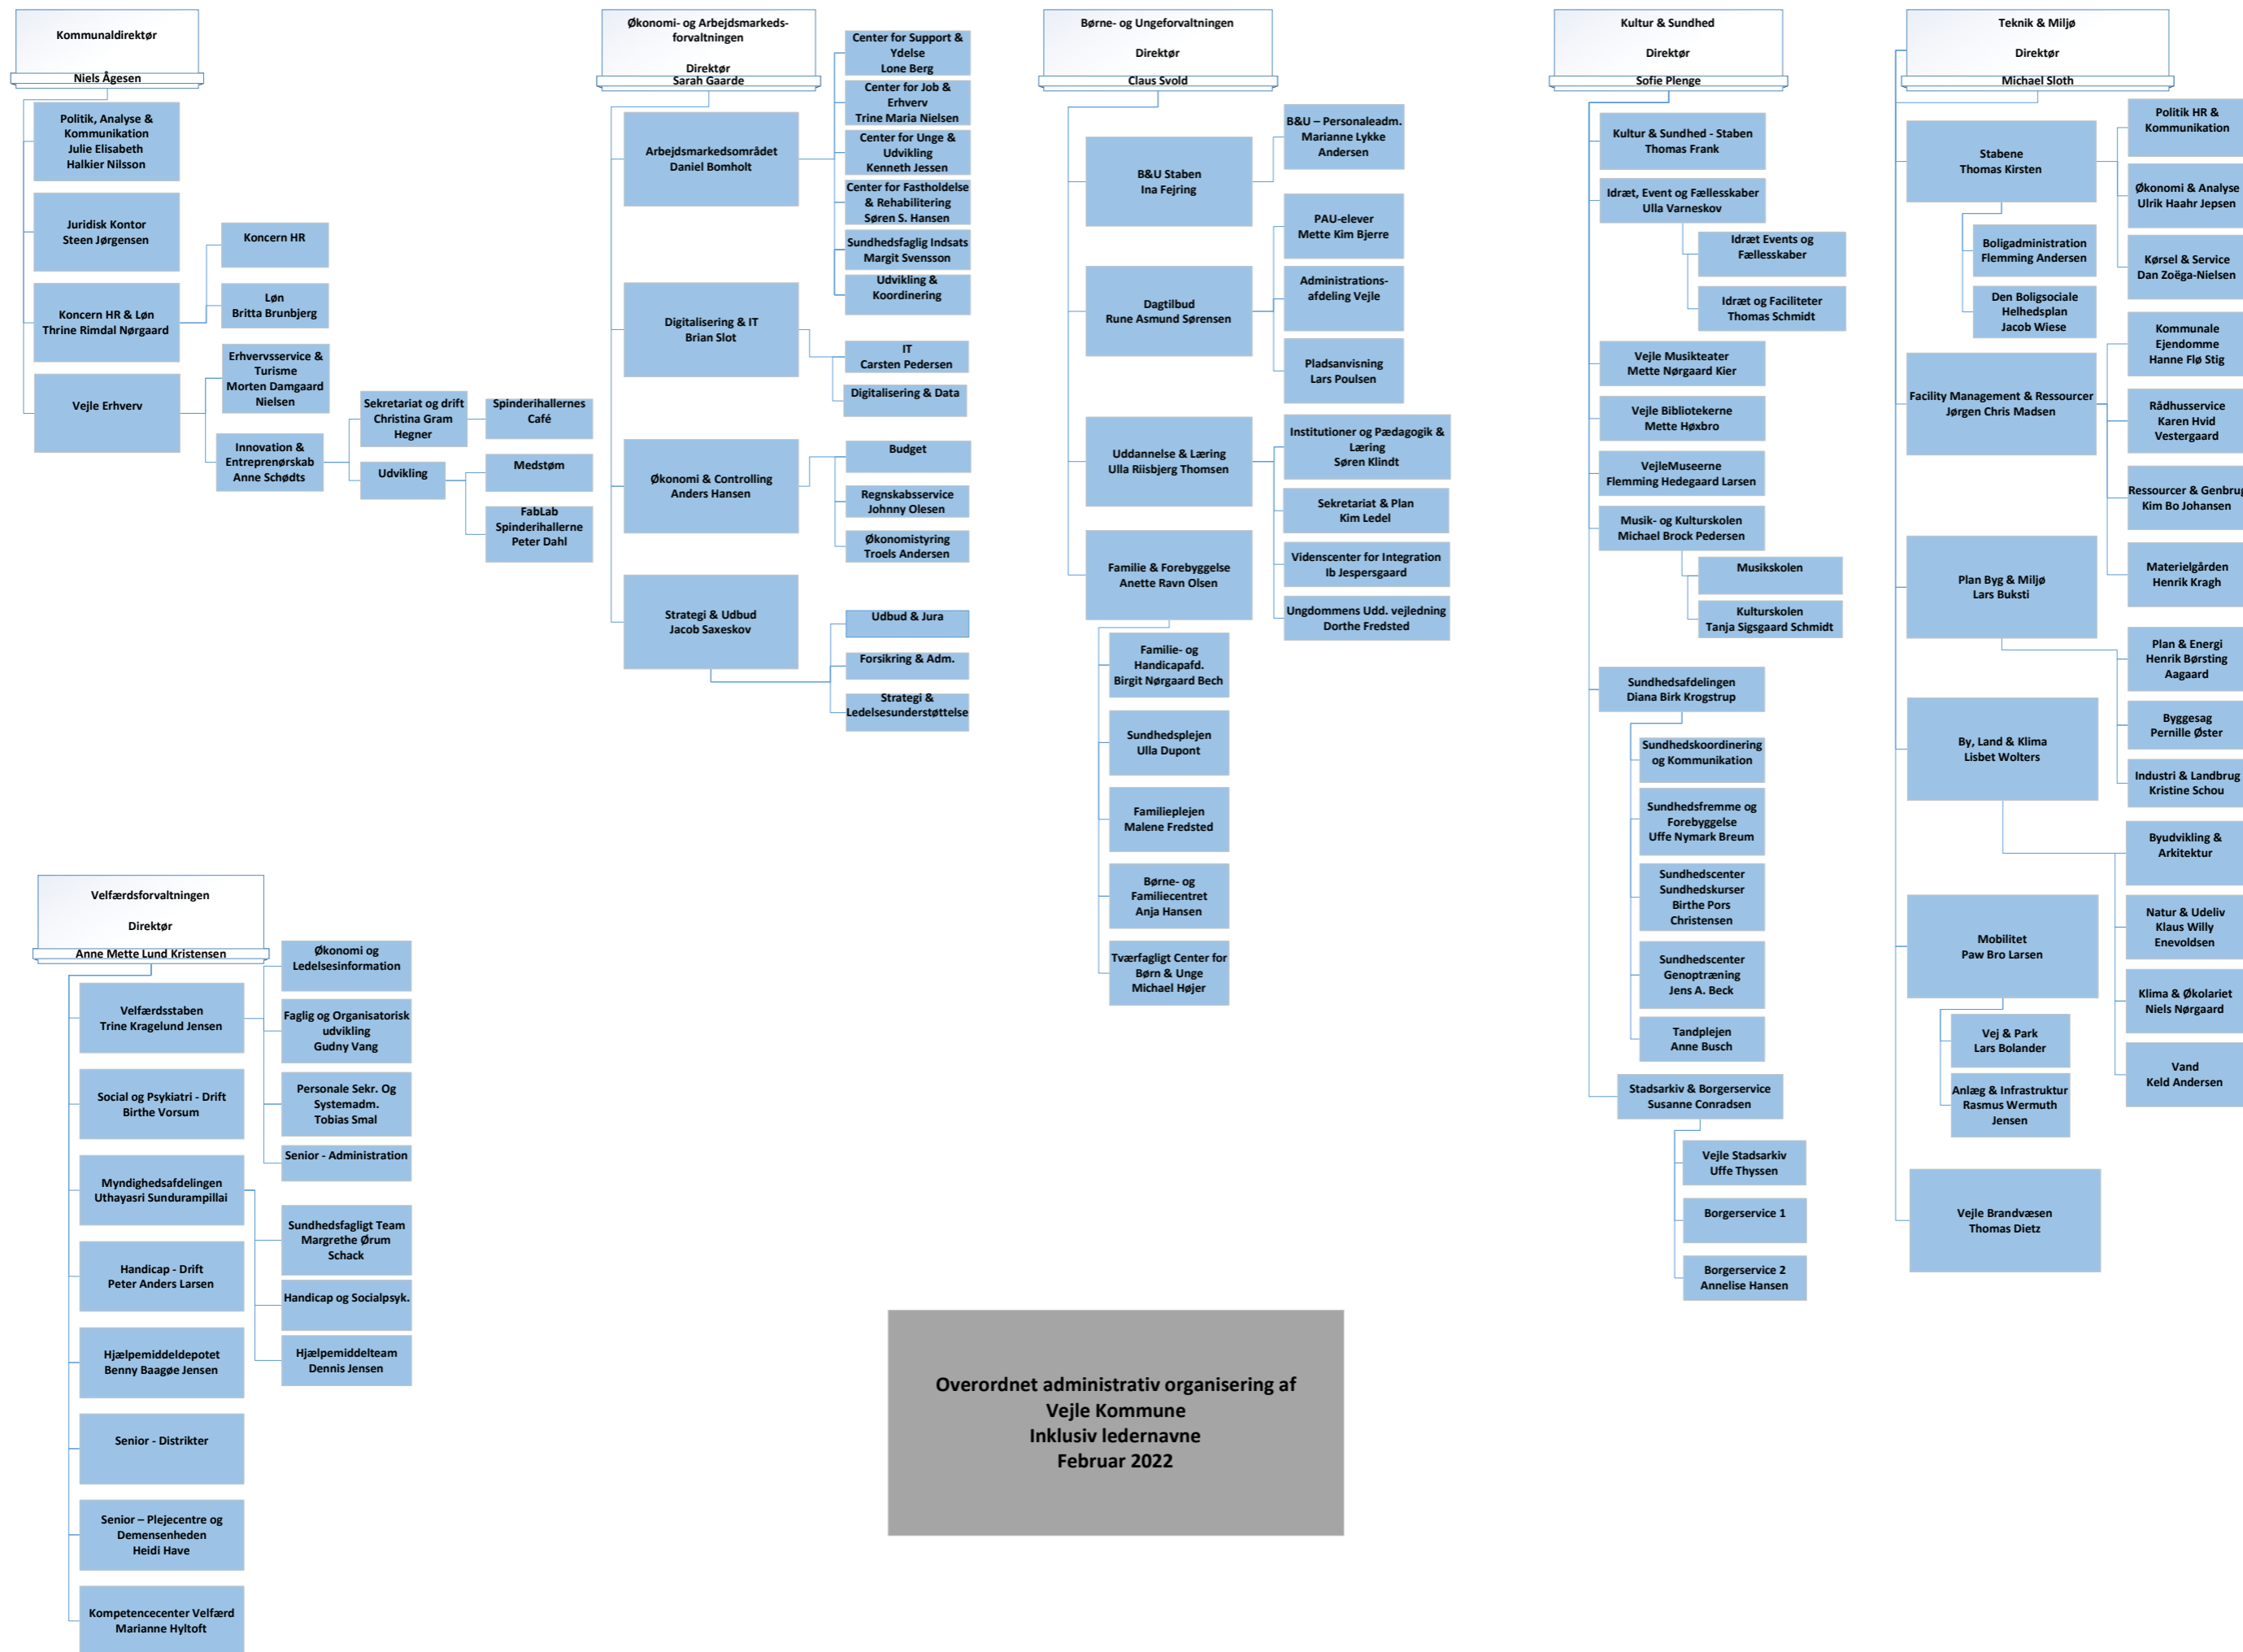 Kommunaldirektør
Niels Ågesen
Politik, Analyse &
Kommunikation
Julie Elisabeth
Halkier Nilsson
Juridisk Kontor
Steen Jørgensen
Koncern HR & Løn
Thrine Rimdal Nørgaard
Koncern HR
Løn
Britta Brunbjerg
Vejle Erhverv
Erhvervsservice &
Turisme
Morten Damgaard
Nielsen
Innovation &
Entreprenørskab
Anne Schødts
Sekretariat og drift
Christina Gram
Hegner
Spinderihallernes
Café
Udvikling
Medstøm
FabLab
Spinderihallerne
Peter Dahl
Økonomi- og Arbejdsmarkeds-
forvaltningen
Direktør
Sarah Gaarde
Arbejdsmarkedsområdet
Daniel Bomholt
Center for Support &
Ydelse
Lone Berg
Center for Job &
Erhverv
Trine Maria Nielsen
Center for Unge &
Udvikling
Kenneth Jessen
Center for Fastholdelse
& Rehabilitering
Søren S. Hansen
Sundhedsfaglig Indsats
Margit Svensson
Udvikling &
Koordinering
Digitalisering & IT
Brian Slot
IT
Carsten Pedersen
Digitalisering & Data
Økonomi & Controlling
Anders Hansen
Budget
Regnskabsservice
Johnny Olesen
Økonomistyring
Troels Andersen
Strategi & Udbud
Jacob Saxeskov
Udbud & Jura
Forsikring & Adm.
Strategi &
Ledelsesunderstøttelse
Børne- og Ungeforvaltningen
Direktør
Claus Svold
B&U Staben
Ina Fejring
B&U – Personaleadm.
Marianne Lykke
Andersen
Dagtilbud
Rune Asmund Sørensen
PAU-elever
Mette Kim Bjerre
Administrations-
afdeling Vejle
Pladsanvisning
Lars Poulsen
Uddannelse & Læring
Ulla Riisbjerg Thomsen
Institutioner og Pædagogik &
Læring
Søren Klindt
Sekretariat & Plan
Kim Ledel
Videnscenter for Integration
Ib Jespersgaard
Ungdommens Udd. vejledning
Dorthe Fredsted
Familie & Forebyggelse
Anette Ravn Olsen
Familie- og
Handicapafd.
Birgit Nørgaard Bech
Sundhedsplejen
Ulla Dupont
Familieplejen
Malene Fredsted
Børne- og
Familiecentret
Anja Hansen
Tværfagligt Center for
Børn & Unge
Michael Højer
Kultur & Sundhed
Direktør
Sofie Plenge
Kultur & Sundhed - Staben
Thomas Frank
Idræt, Event og Fællesskaber
Ulla Varneskov
Idræt Events og
Fællesskaber
Idræt og Faciliteter
Thomas Schmidt
Vejle Musikteater
Mette Nørgaard Kier
Vejle Bibliotekerne
Mette Høxbro
VejleMuseerne
Flemming Hedegaard Larsen
Musik- og Kulturskolen
Michael Brock Pedersen
Musikskolen
Kulturskolen
Tanja Sigsgaard Schmidt
Sundhedsafdelingen
Diana Birk Krogstrup
Sundhedskoordinering
og Kommunikation
Sundhedsfremme og
Forebyggelse
Uffe Nymark Breum
Sundhedscenter
Sundhedskurser
Birthe Pors
Christensen
Sundhedscenter
Genoptræning
Jens A. Beck
Tandplejen
Anne Busch
Stadsarkiv & Borgerservice
Susanne Conradsen
Vejle Stadsarkiv
Uffe Thyssen
Borgerservice 1
Borgerservice 2
Annelise Hansen
Teknik & Miljø
Direktør
Michael Sloth
Stabene
Thomas Kirsten
Politik HR &
Kommunikation
Økonomi & Analyse
Ulrik Haahr Jepsen
Kørsel & Service
Dan Zoëga-Nielsen
Boligadministration
Flemming Andersen
Den Boligsociale
Helhedsplan
Jacob Wiese
Facility Management & Ressourcer
Jørgen Chris Madsen
Kommunale
Ejendomme
Hanne Flø Stig
Rådhusservice
Karen Hvid
Vestergaard
Ressourcer & Genbrug
Kim Bo Johansen
Materielgården
Henrik Kragh
Plan Byg & Miljø
Lars Buksti
Plan & Energi
Henrik Børsting
Aagaard
Byggesag
Pernille Øster
Industri & Landbrug
Kristine Schou
By, Land & Klima
Lisbet Wolters
Byudvikling &
Arkitektur
Natur & Udeliv
Klaus Willy
Enevoldsen
Klima & Økolariet
Niels Nørgaard
Vand
Keld Andersen
Mobilitet
Paw Bro Larsen
Vej & Park
Lars Bolander
Anlæg & Infrastruktur
Rasmus Wermuth
Jensen
Vejle Brandvæsen
Thomas Dietz
Velfærdsforvaltningen
Direktør
Anne Mette Lund Kristensen
Velfærdsstaben
Trine Kragelund Jensen
Økonomi og
Ledelsesinformation
Faglig og Organisatorisk
udvikling
Gudny Vang
Personale Sekr. Og
Systemadm.
Tobias Smal
Senior - Administration
Social og Psykiatri - Drift
Birthe Vorsum
Myndighedsafdelingen
Uthayasri Sundurampillai
Sundhedsfagligt Team
Margrethe Ørum
Schack
Handicap og Socialpsyk.
Hjælpemiddelteam
Dennis Jensen
Handicap - Drift
Peter Anders Larsen
Hjælpemiddeldepotet
Benny Baagøe Jensen
Senior - Distrikter
Senior – Plejecentre og
Demensenheden
Heidi Have
Kompetencecenter Velfærd
Marianne Hyltoft
Overordnet administrativ organisering af
Vejle Kommune
Inklusiv ledernavne
Februar 2022